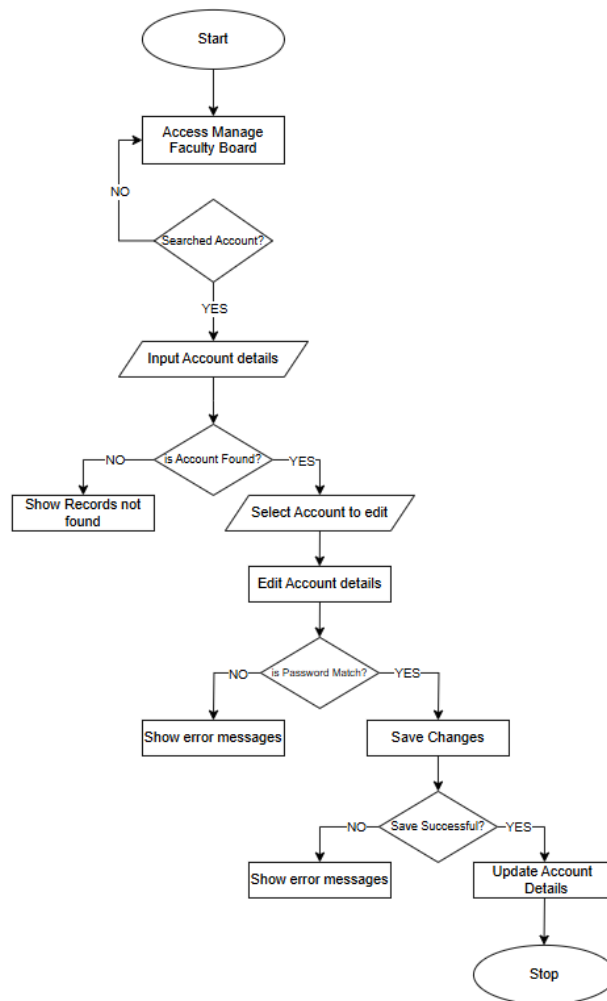 Start
Access Manage
Faculty Board
NO
Searched Account?
YES
Input Account details
NO
is Account Found?
YES
Show Records not
found
Select Account to edit
Edit Account details
NO
is Password Match?
YES
Show error messages
Save Changes
NO
Save Successful?
YES
Show error messages
Update Account
Details
Stop